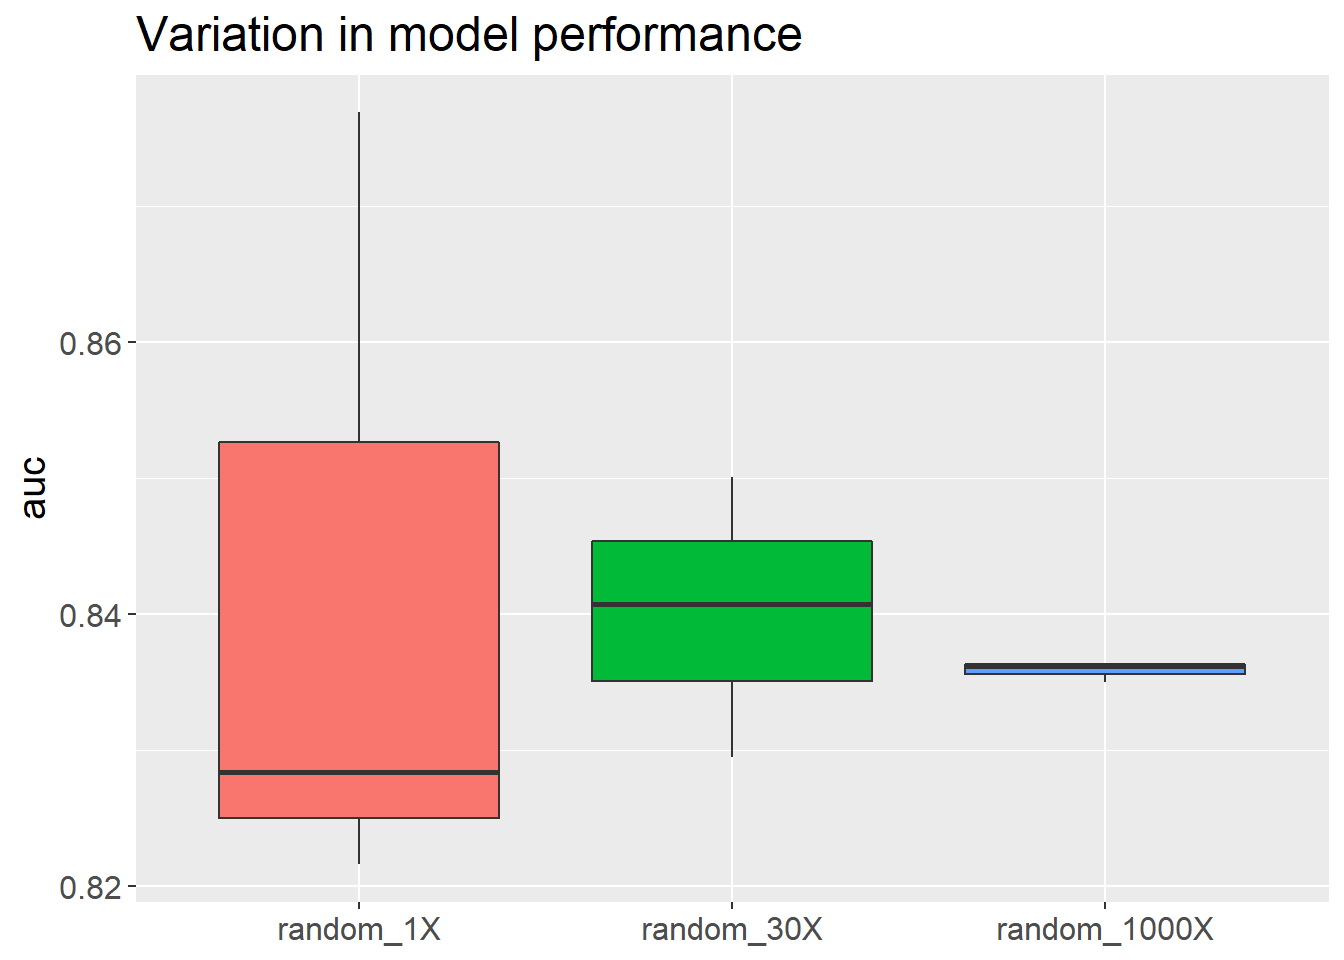 Variation in model performance
0.86
0.84
0.82
auc
random_1X
random_30X
random_1000X